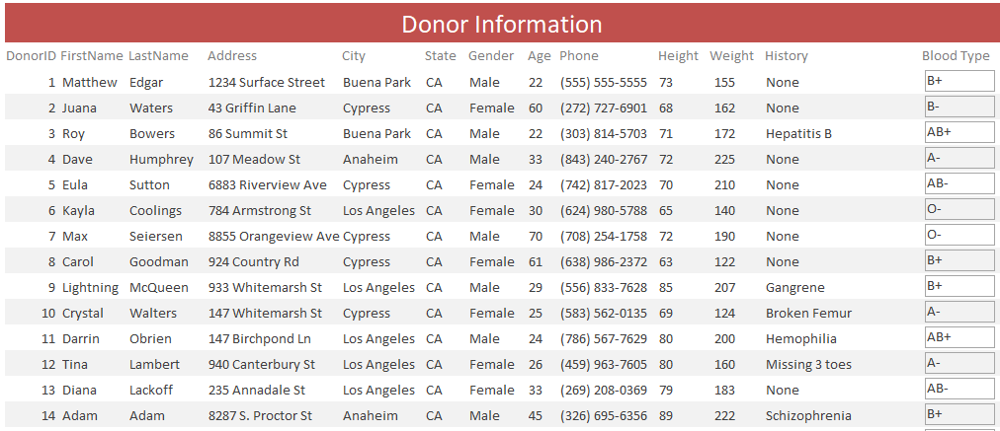 Donor Information
DonorID FirstName LastName Address City State Gender Age Phone Height Weight History Blood Type
1 Matthew Edgar 1234 Surface Street Buena Park CA Male 22 (555) 555-5555 73 155 None B+
2 Juana Waters 43 Griffin Lane Cypress CA Female 60 (272) 727-6901 68 162 None B-
3 Roy Bowers 86 Summit St Buena Park CA Male 22 (303) 814-5703 71 172 Hepatitis B AB+
4 Dave Humphrey 107 Meadow St Anaheim CA Male 33 (843) 240-2767 72 225 None A-
5 Eula Sutton 6883 Riverview Ave Cypress CA Female 24 (742) 817-2023 70 210 None AB-
6 Kayla Coolings 784 Armstrong St Los Angeles CA Female 30 (624) 980-5788 65 140 None O-
7 Max Seiersen 8855 Orangeview Ave Cypress CA Male 70 (708) 254-1758 72 190 None O-
8 Carol Goodman 924 Country Rd Cypress CA Female 61 (638) 986-2372 63 122 None B+
9 Lightning McQueen 933 Whitemarsh St Los Angeles CA Male 29 (556) 833-7628 85 207 Gangrene B+
10 Crystal Walters 147 Whitemarsh St Cypress CA Female 25 (583) 562-0135 69 124 Broken Femur A-
11 Darrin Obrien 147 Birchpond Ln Los Angeles CA Male 24 (786) 567-7629 80 200 Hemophilia AB+
12 Tina Lambert 940 Canterbury St Los Angeles CA Female 26 (459) 963-7605 80 160 Missing 3 toes A-
13 Diana Lackoff 235 Annadale St Los Angeles CA Female 33 (269) 208-0369 79 183 None AB-
14 Adam Adam 8287 S. Proctor St Anaheim CA Male 45 (326) 695-6356 89 222 Schizophrenia B+